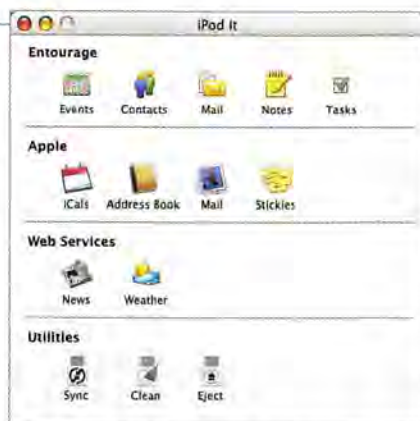 iPod It
Entourage
Events Contacts Mail Notes Tasks
Apple
iCals Address Book Mail Stickies
Web Services
News Weather
Utilities
Sync Clean Eject